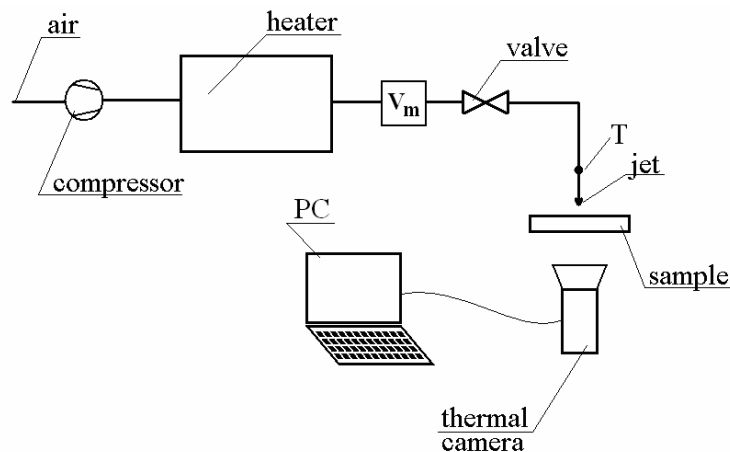 air
heater
valve
Vm
T
jet
compressor
PC
sample
thermal
camera